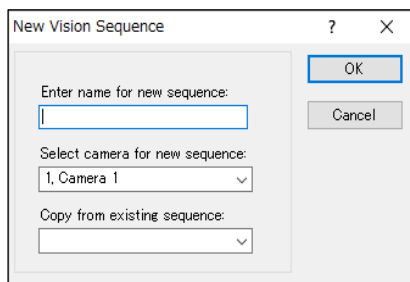 New Vision Sequence
? X
OK
Enter name for new sequence:
Cancel
Select camera for new sequence:
1, Camera 1
Copy from existing sequence: